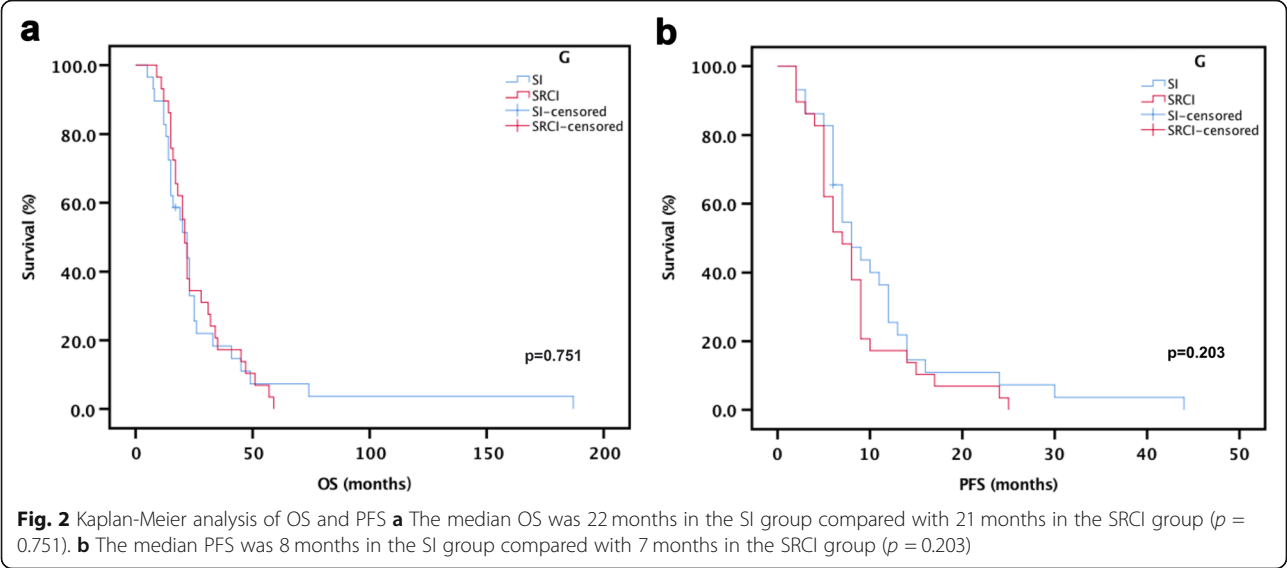 a
G
SI
SRCI
SI-censored
SRCI-censored
100.0
80.0
60.0
40.0
20.0
0.0
Survival (%)
p=0.751
0 50 100 150 200
OS (months)
b
G
SI
SRCI
SI-censored
SRCI-censored
100.0
80.0
60.0
40.0
20.0
0.0
Survival (%)
p=0.203
0 10 20 30 40 50
PFS (months)
Fig. 2 Kaplan-Meier analysis of OS and PFS a The median OS was 22 months in the SI group compared with 21 months in the SRCI group (p =
0.751). b The median PFS was 8 months in the SI group compared with 7 months in the SRCI group (p = 0.203)